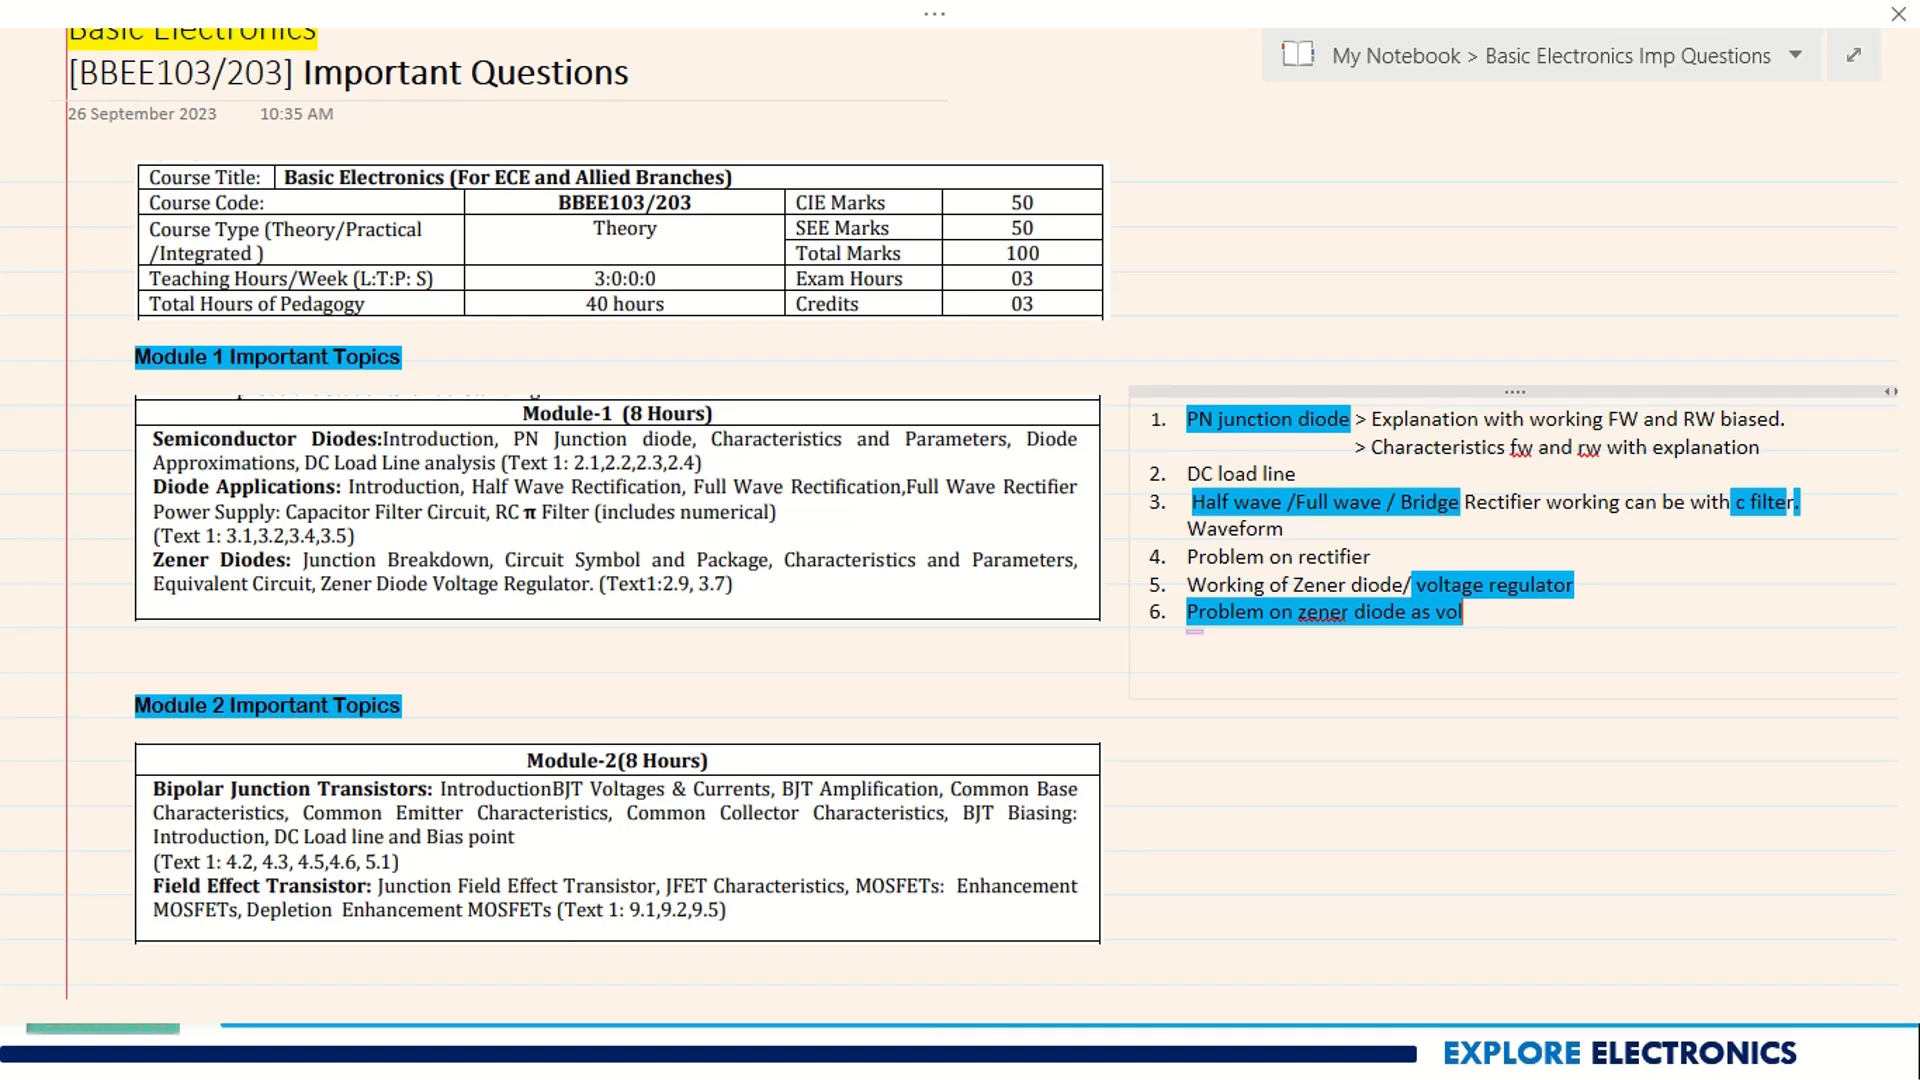 Basic Electronics
[BBEE103/203] Important Questions
My Notebook > Basic Electronics Imp Questions
26 September 2023 10:35 AM
Course Title: Basic Electronics (For ECE and Allied Branches)
Course Code: BBEE103/203 CIE Marks 50
Course Type (Theory/Practical Theory SEE Marks 50
/Integrated ) Total Marks 100
Teaching Hours/Week (L:T:P: S) 3:0:0:0 Exam Hours 03
Total Hours of Pedagogy 40 hours Credits 03
Module 1 Important Topics
Module-1 (8 Hours)
Semiconductor Diodes:Introduction, PN Junction diode, Characteristics and Parameters, Diode
Approximations, DC Load Line analysis (Text 1: 2.1,2.2,2.3,2.4)
Diode Applications: Introduction, Half Wave Rectification, Full Wave Rectification,Full Wave Rectifier
Power Supply: Capacitor Filter Circuit, RC π Filter (includes numerical)
(Text 1: 3.1,3.2,3.4,3.5)
Zener Diodes: Junction Breakdown, Circuit Symbol and Package, Characteristics and Parameters,
Equivalent Circuit, Zener Diode Voltage Regulator. (Text1:2.9, 3.7)
1. PN junction diode > Explanation with working FW and RW biased.
> Characteristics fw and rw with explanation
2. DC load line
3. Half wave /Full wave / Bridge Rectifier working can be with c filter.
Waveform
4. Problem on rectifier
5. Working of Zener diode/ voltage regulator
6. Problem on zener diode as vol
Module 2 Important Topics
Module-2(8 Hours)
Bipolar Junction Transistors: IntroductionBJT Voltages & Currents, BJT Amplification, Common Base
Characteristics, Common Emitter Characteristics, Common Collector Characteristics, BJT Biasing:
Introduction, DC Load line and Bias point
(Text 1: 4.2, 4.3, 4.5,4.6, 5.1)
Field Effect Transistor: Junction Field Effect Transistor, JFET Characteristics, MOSFETs: Enhancement
MOSFETs, Depletion Enhancement MOSFETs (Text 1: 9.1,9.2,9.5)
EXPLORE ELECTRONICS